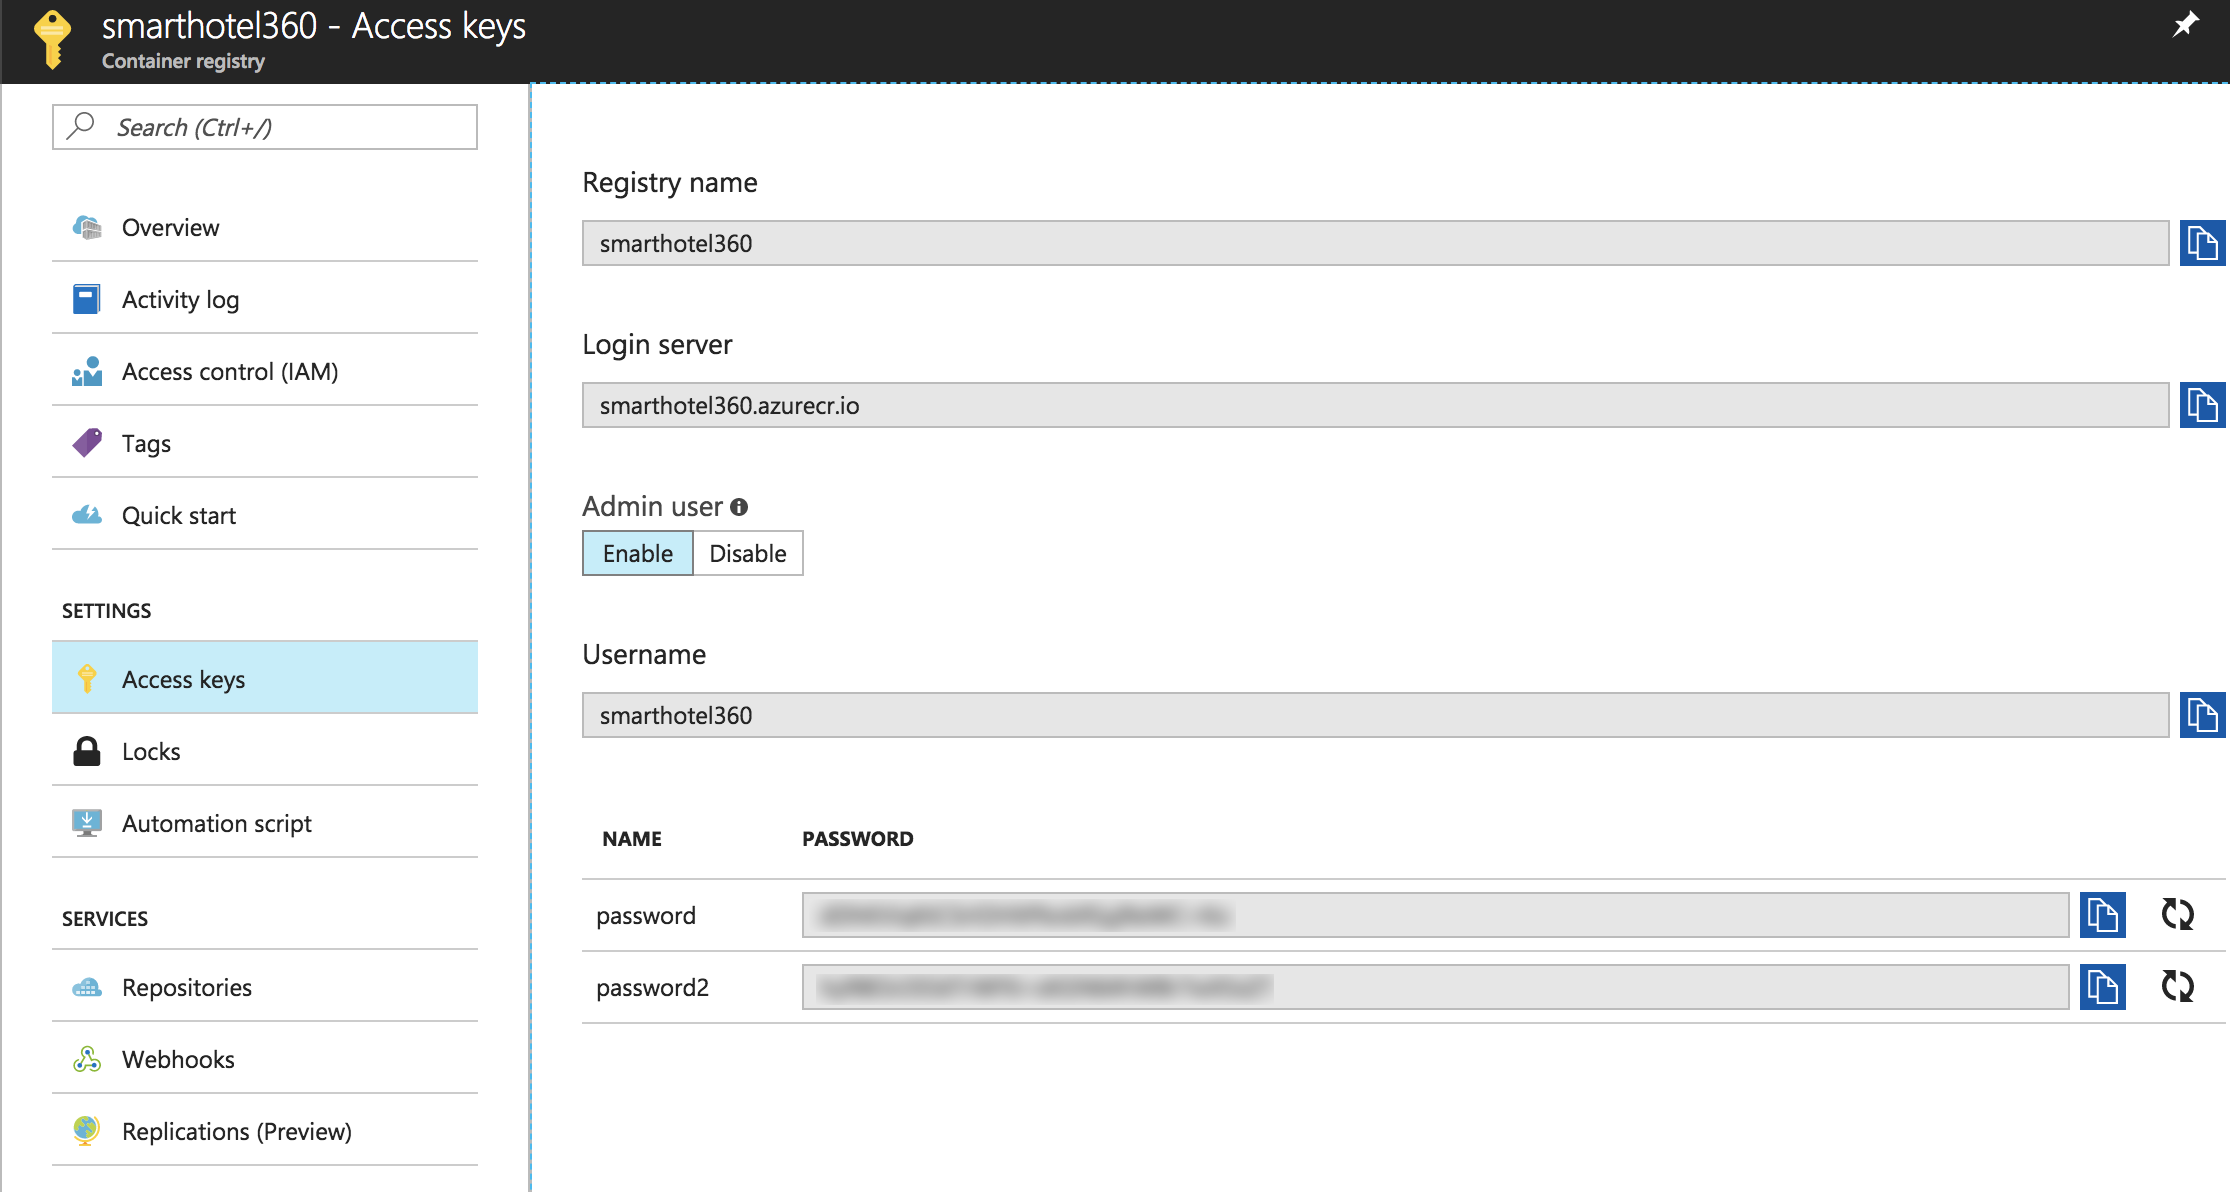 smarthotel360 - Access keys
Container registry
Search (Ctrl+/)
Overview
Activity log
Access control (IAM)
Tags
Quick start
SETTINGS
Access keys
Locks
Automation script
SERVICES
Repositories
Webhooks
Replications (Preview)
Registry name
smarthotel360
Login server
smarthotel360.azurecr.io
Admin user
Enable Disable
Username
smarthotel360
NAME PASSWORD
password
password2